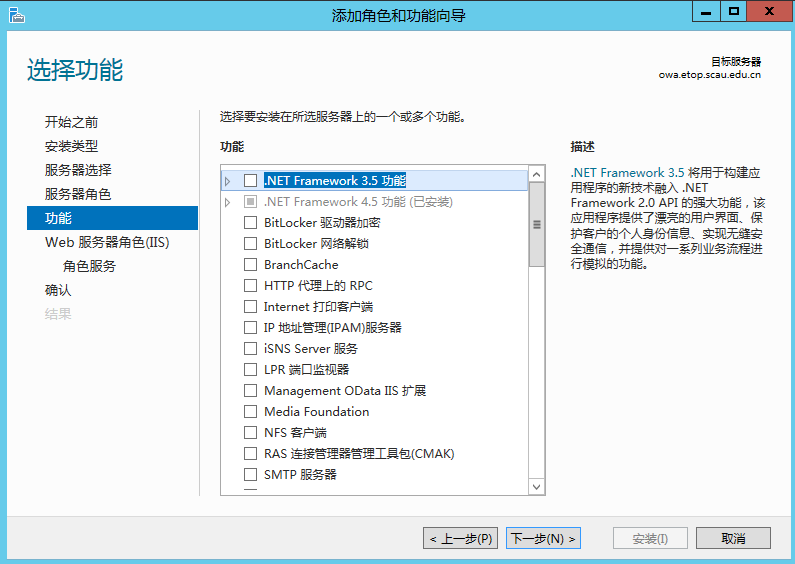 添加角色和功能向导
选择功能
目标服务器
owa.etop.scau.edu.cn
开始之前
安装类型
服务器选择
服务器角色
功能
Web 服务器角色(IIS)
角色服务
确认
结果
选择要安装在所选服务器上的一个或多个功能。
功能
.NET Framework 3.5 功能
.NET Framework 4.5 功能 (已安装)
BitLocker 驱动器加密
BitLocker 网络解锁
BranchCache
HTTP 代理上的 RPC
Internet 打印客户端
IP 地址管理(IPAM)服务器
iSNS Server 服务
LPR 端口监视器
Management OData IIS 扩展
Media Foundation
NFS 客户端
RAS 连接管理器管理工具包(CMAK)
SMTP 服务器
描述
.NET Framework 3.5 将用于构建应
用程序的新技术融入 .NET
Framework 2.0 API 的强大功能，该
应用程序提供了漂亮的用户界面、保
护客户的个人身份信息、实现无缝安
全通信，并提供对一系列业务流程进
行模拟的功能。
< 上一步(P)
下一步(N) >
安装(I)
取消